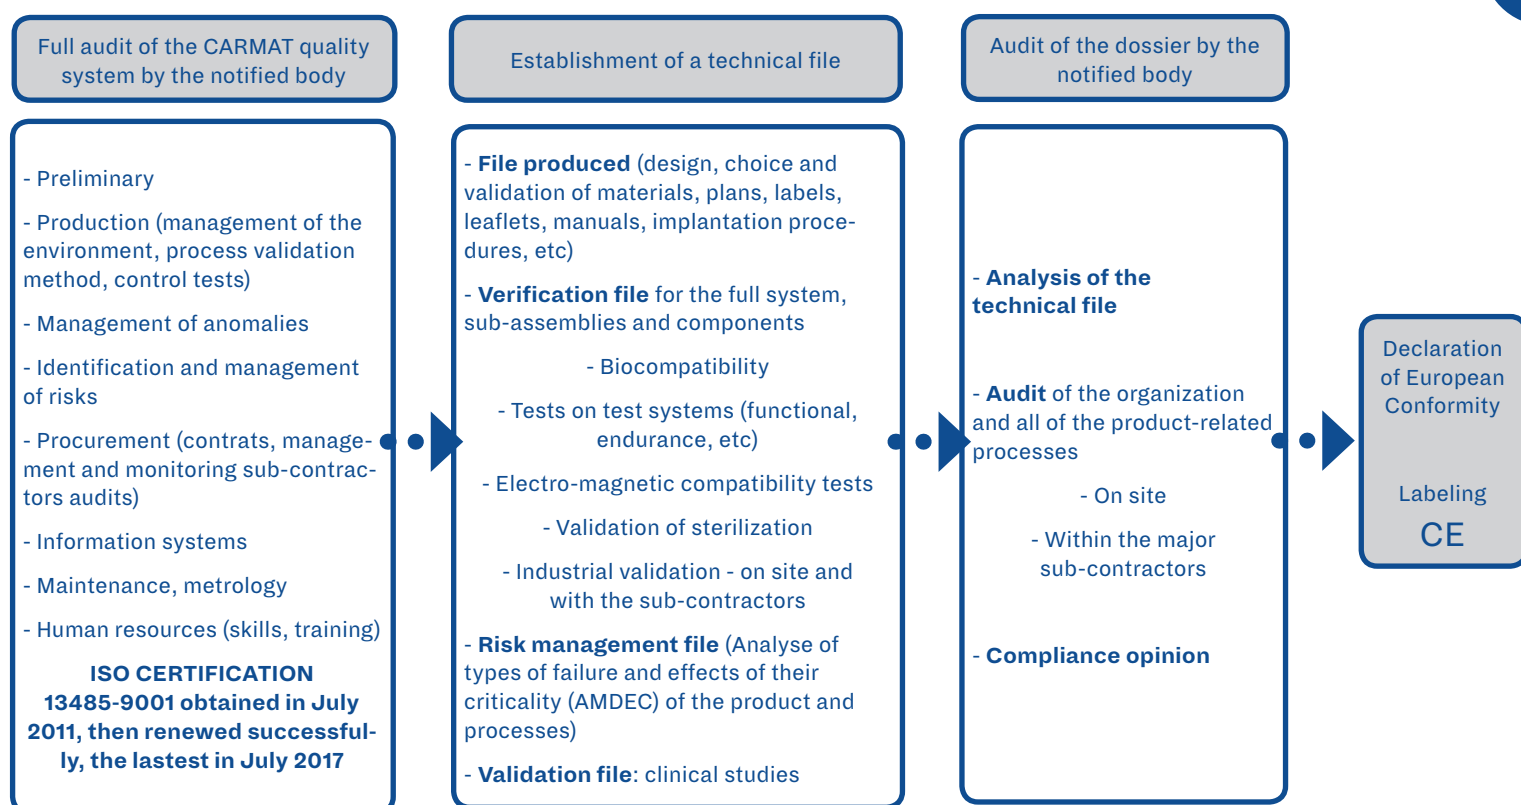 Full audit of the CARMAT quality
system by the notified body
- Preliminary
- Production (management of the
environment, process validation
method, control tests)
- Management of anomalies
- Identification and management
of risks
- Procurement (contrats, manage-
ment and monitoring sub-contrac-
tors audits)
- Information systems
- Maintenance, metrology
- Human resources (skills, training)
ISO CERTIFICATION
13485-9001 obtained in July
2011, then renewed successful-
ly, the lastest in July 2017
Establishment of a technical file
- File produced (design, choice and
validation of materials, plans, labels,
leaflets, manuals, implantation proce-
dures, etc)
- Verification file for the full system,
sub-assemblies and components
- Biocompatibility
- Tests on test systems (functional,
endurance, etc)
- Electro-magnetic compatibility tests
- Validation of sterilization
- Industrial validation - on site and
with the sub-contractors
- Risk management file (Analyse of
types of failure and effects of their
criticality (AMDEC) of the product and
processes)
- Validation file: clinical studies
Audit of the dossier by the
notified body
- Analysis of the
technical file
- Audit of the organization
and all of the product-related
processes
- On site
- Within the major
sub-contractors
- Compliance opinion
Declaration
of European
Conformity
Labeling
CE